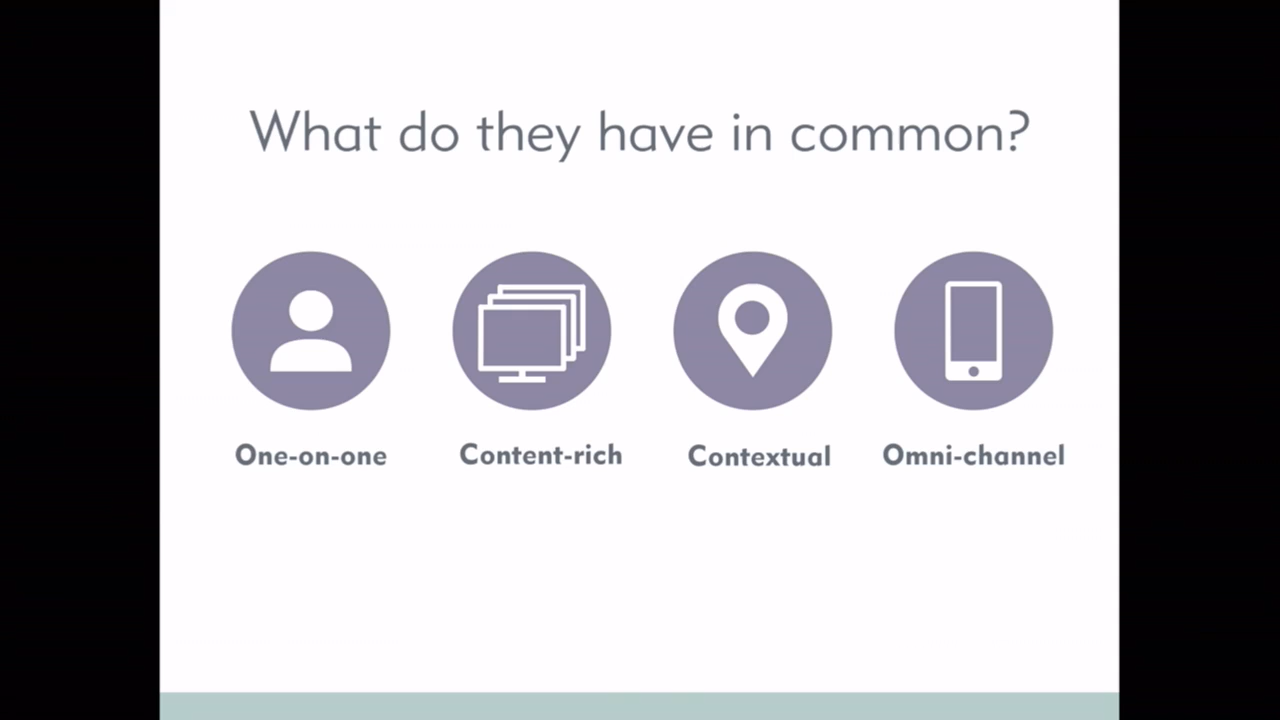 What do they have in common?
One-on-one
Content-rich
Contextual
Omni-channel